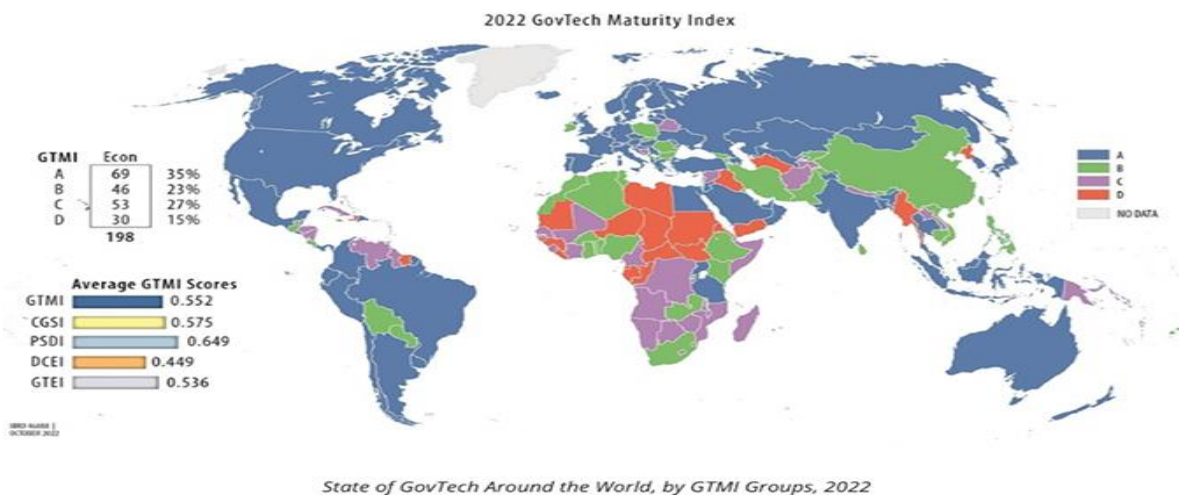 2022 GovTech Maturity Index
GTMI Econ
A 69 35%
B 46 23%
C 53 27%
D 30 15%
198
Average GTMI Scores
GTMI 0.552
CGSI 0.575
PSDI 0.649
DCEI 0.449
GTEI 0.536
A
B
C
D
NO DATA
OCTOBER 2022
State of GovTech Around the World, by GTMI Groups, 2022